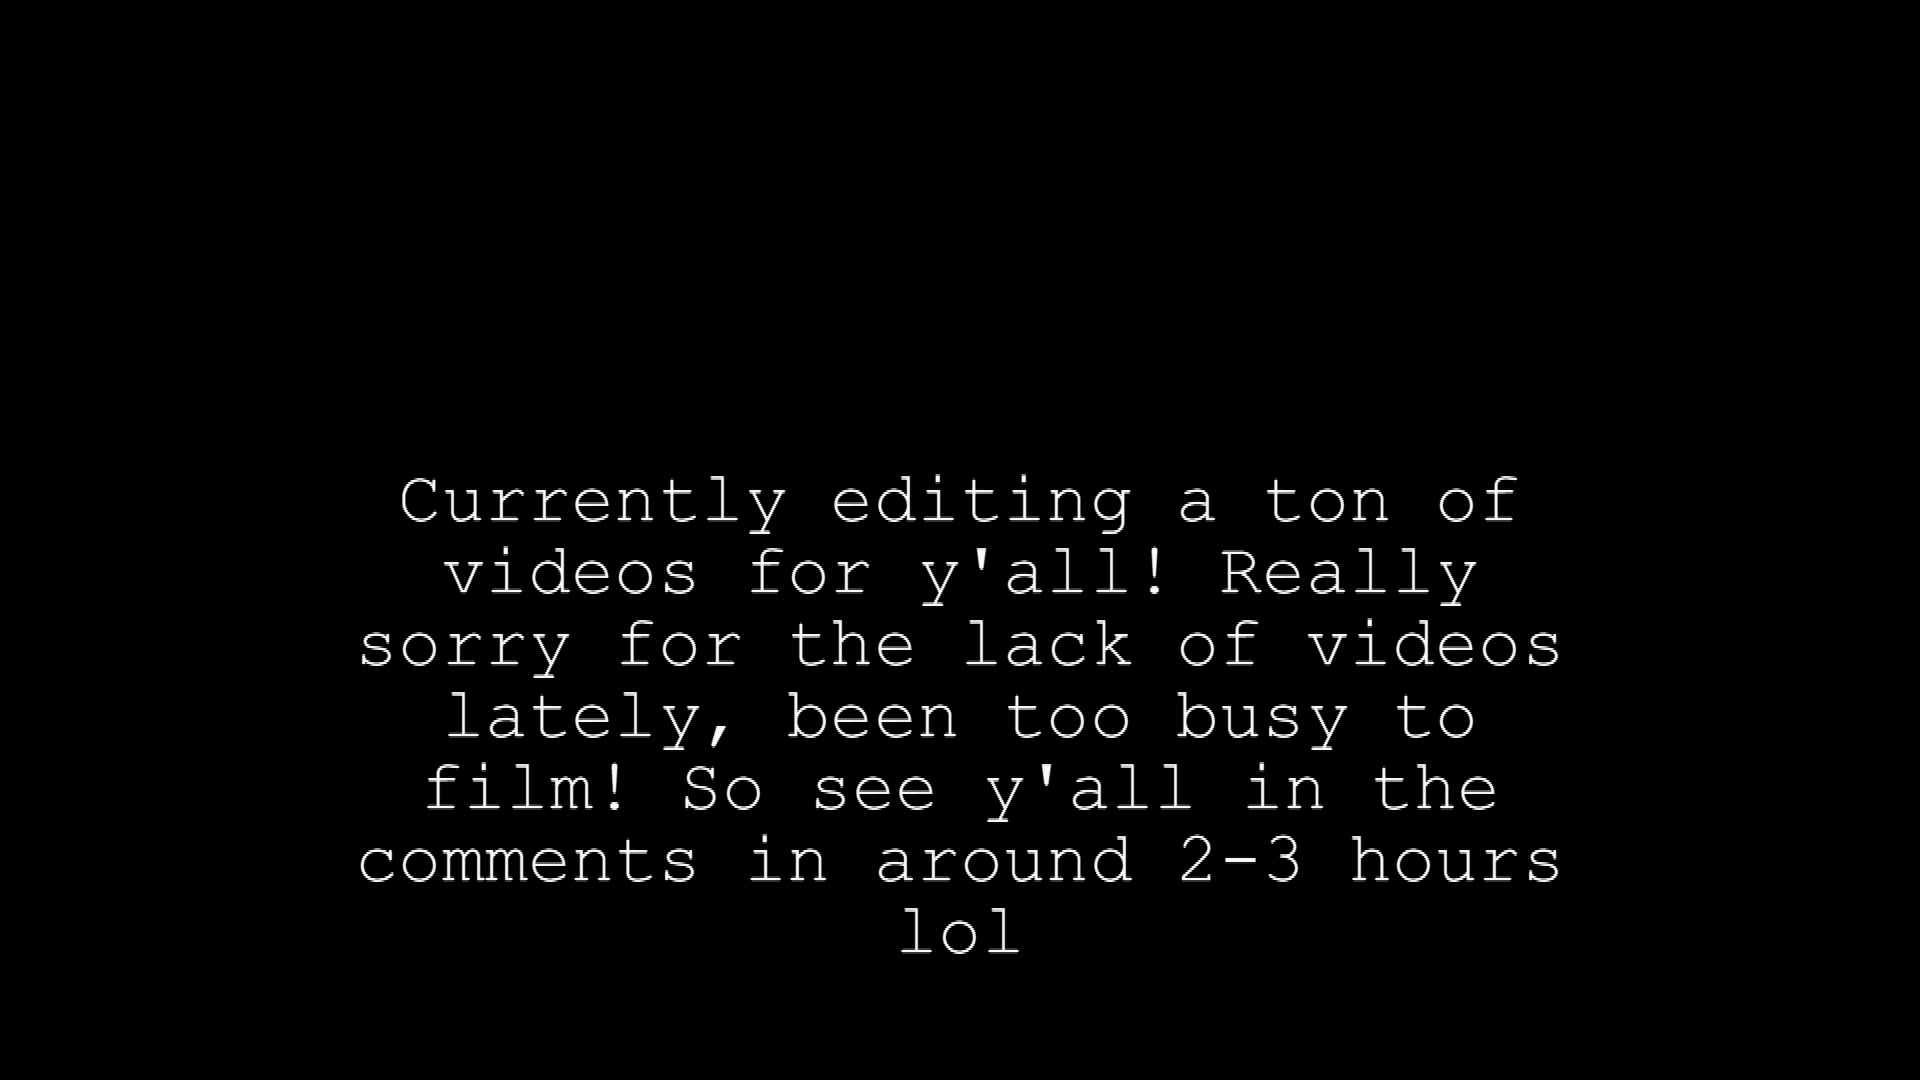 Currently editing a ton of
videos for y'all! Really
sorry for the lack of videos
lately, been too busy to
film! So see y'all in the
comments in around 2-3 hours
lol